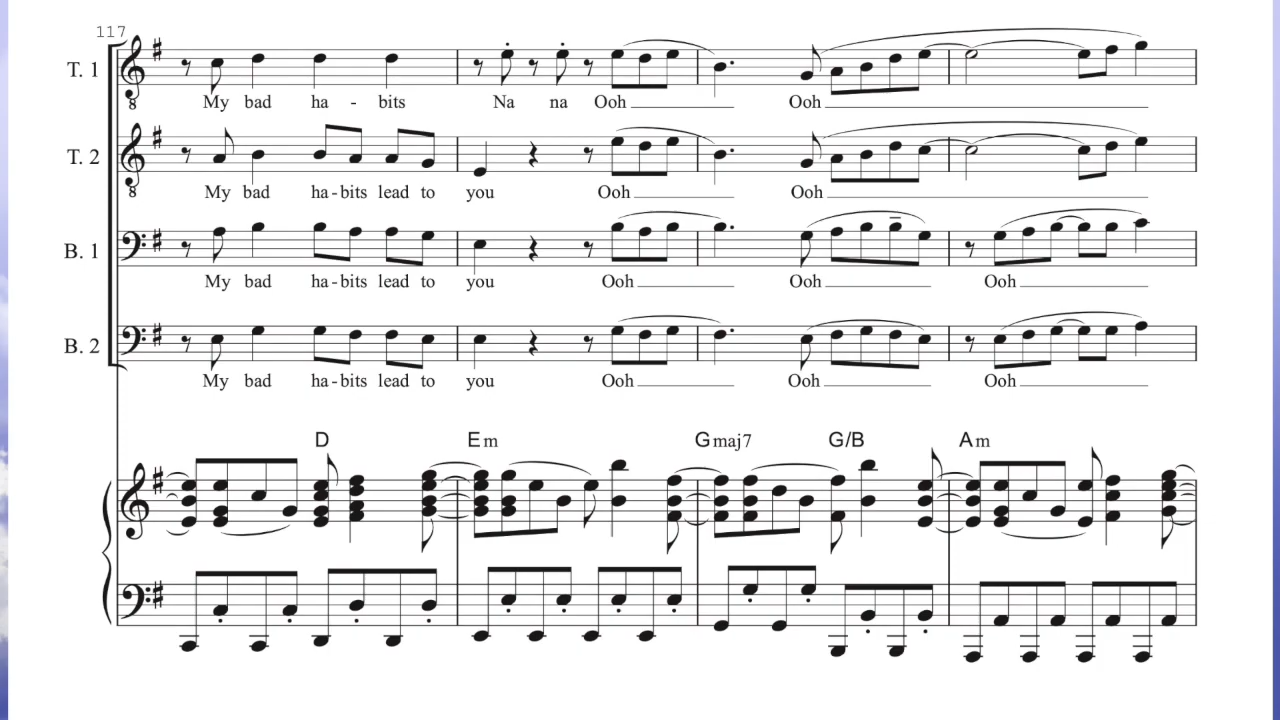 117
T. 1
My bad ha - bits Na na Ooh Ooh
T. 2
My bad ha - bits lead to you Ooh Ooh
B. 1
My bad ha - bits lead to you Ooh Ooh Ooh
B. 2
My bad ha - bits lead to you Ooh Ooh Ooh
D Em Gmaj7 G/B Am